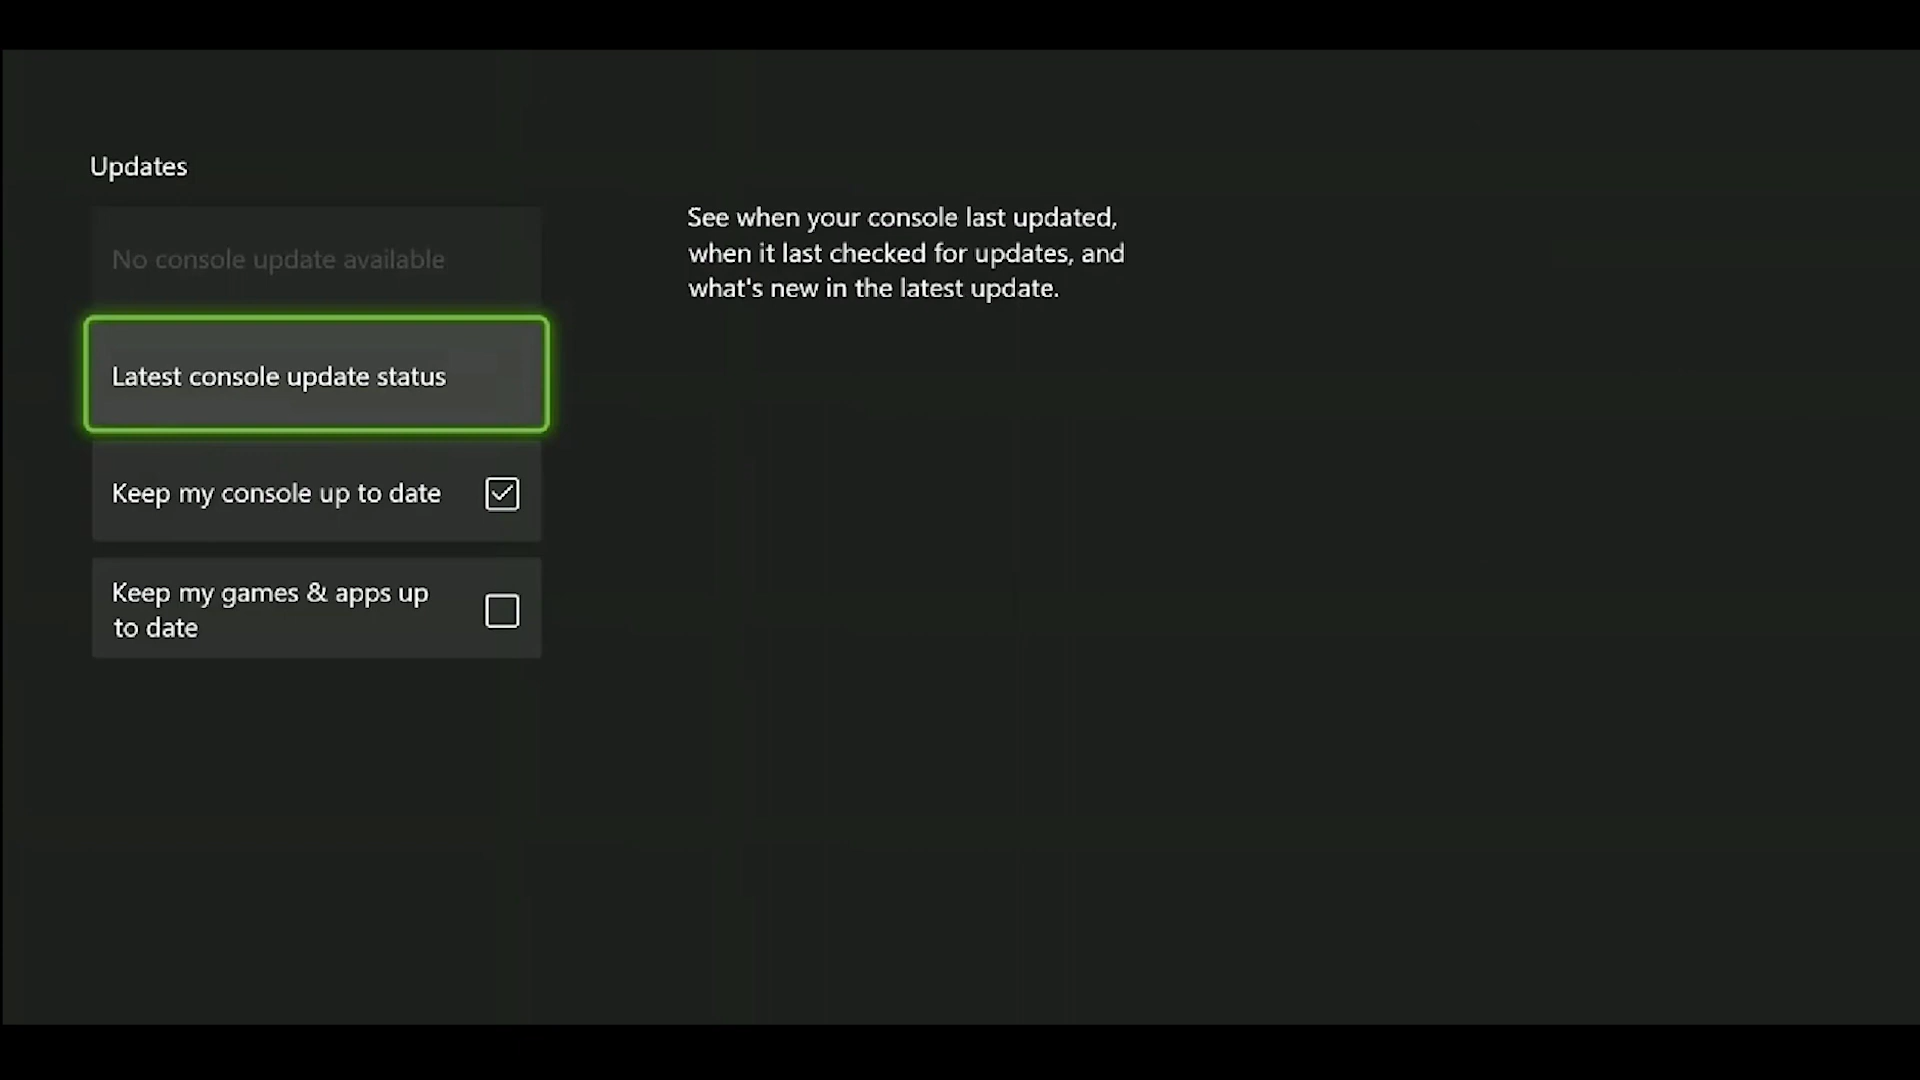 Updates
No console update available
Latest console update status
Keep my console up to date
Keep my games & apps up
to date
See when your console last updated,
when it last checked for updates, and
what's new in the latest update.